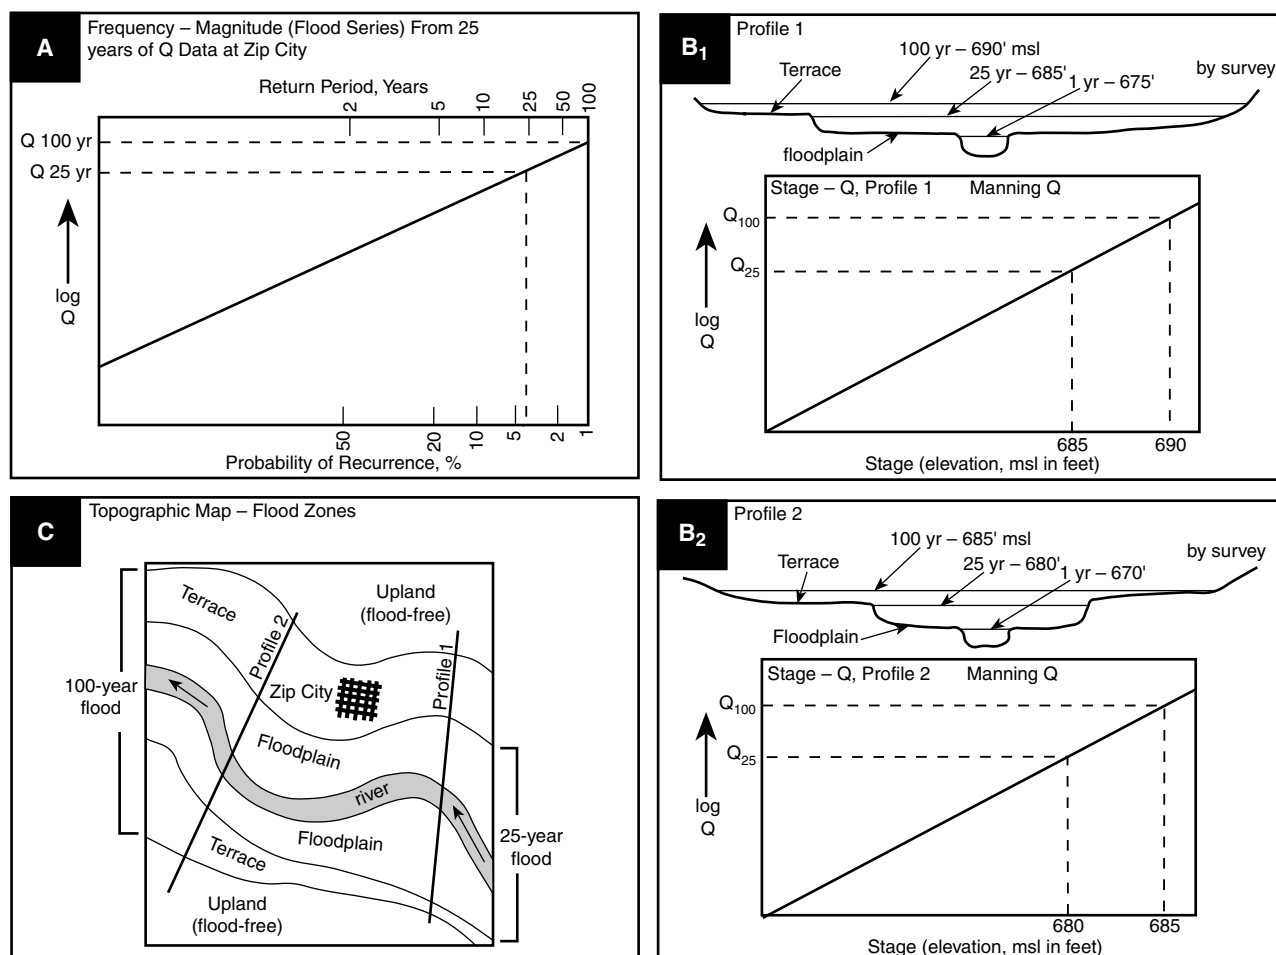 A
Frequency – Magnitude (Flood Series) From 25
years of Q Data at Zip City
Return Period, Years
2
5
10
25
50
100
Q 100 yr
Q 25 yr
log
Q
50
20
10
5
2
1
Probability of Recurrence, %
B1
Profile 1
100 yr – 690' msl
by survey
Terrace
25 yr – 685'
1 yr – 675'
floodplain
Stage – Q, Profile 1 Manning Q
Q100
Q25
log
Q
685 690
Stage (elevation, msl in feet)
C
Topographic Map – Flood Zones
Terrace
Upland
(flood-free)
Profile 2
Profile 1
Zip City
100-year
flood
Floodplain
river
Floodplain
25-year
flood
Terrace
Upland
(flood-free)
B2
Profile 2
100 yr – 685' msl
by survey
Terrace
25 yr – 680'
1 yr – 670'
Floodplain
Stage – Q, Profile 2 Manning Q
Q100
Q25
log
Q
680 685
Stage (elevation, msl in feet)